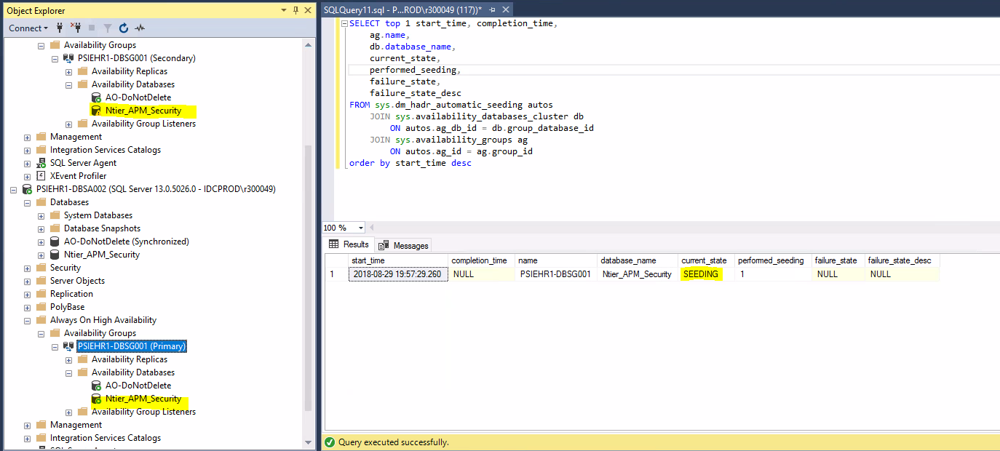 Object Explorer
Connect
Availability Groups
PSIEHR1-DBSG001 (Secondary)
Availability Replicas
Availability Databases
AO-DoNotDelete
Ntier_APM_Security
Availability Group Listeners
Management
Integration Services Catalogs
SQL Server Agent
XEvent Profiler
PSIEHR1-DBSA002 (SQL Server 13.0.5026.0 - IDCPROD\r300049)
Databases
System Databases
Database Snapshots
AO-DoNotDelete (Synchronized)
Ntier_APM_Security
Security
Server Objects
Replication
PolyBase
Always On High Availability
Availability Groups
PSIEHR1-DBSG001 (Primary)
Availability Replicas
Availability Databases
AO-DoNotDelete
Ntier_APM_Security
Availability Group Listeners
Management
Integration Services Catalogs
SQLQuery11.sql - P...ROD\r300049 (117))*
SELECT top 1 start_time, completion_time,
ag.name,
db.database_name,
current_state,
performed_seeding,
failure_state,
failure_state_desc
FROM sys.dm_hadr_automatic_seeding autos
JOIN sys.availability_databases_cluster db
ON autos.ag_db_id = db.group_database_id
JOIN sys.availability_groups ag
ON autos.ag_id = ag.group_id
order by start_time desc
100 %
Results Messages
start_time completion_time name database_name current_state performed_seeding failure_state failure_state_desc
1 2018-08-29 19:57:29.260 NULL PSIEHR1-DBSG001 Ntier_APM_Security SEEDING 1 NULL NULL
Query executed successfully.